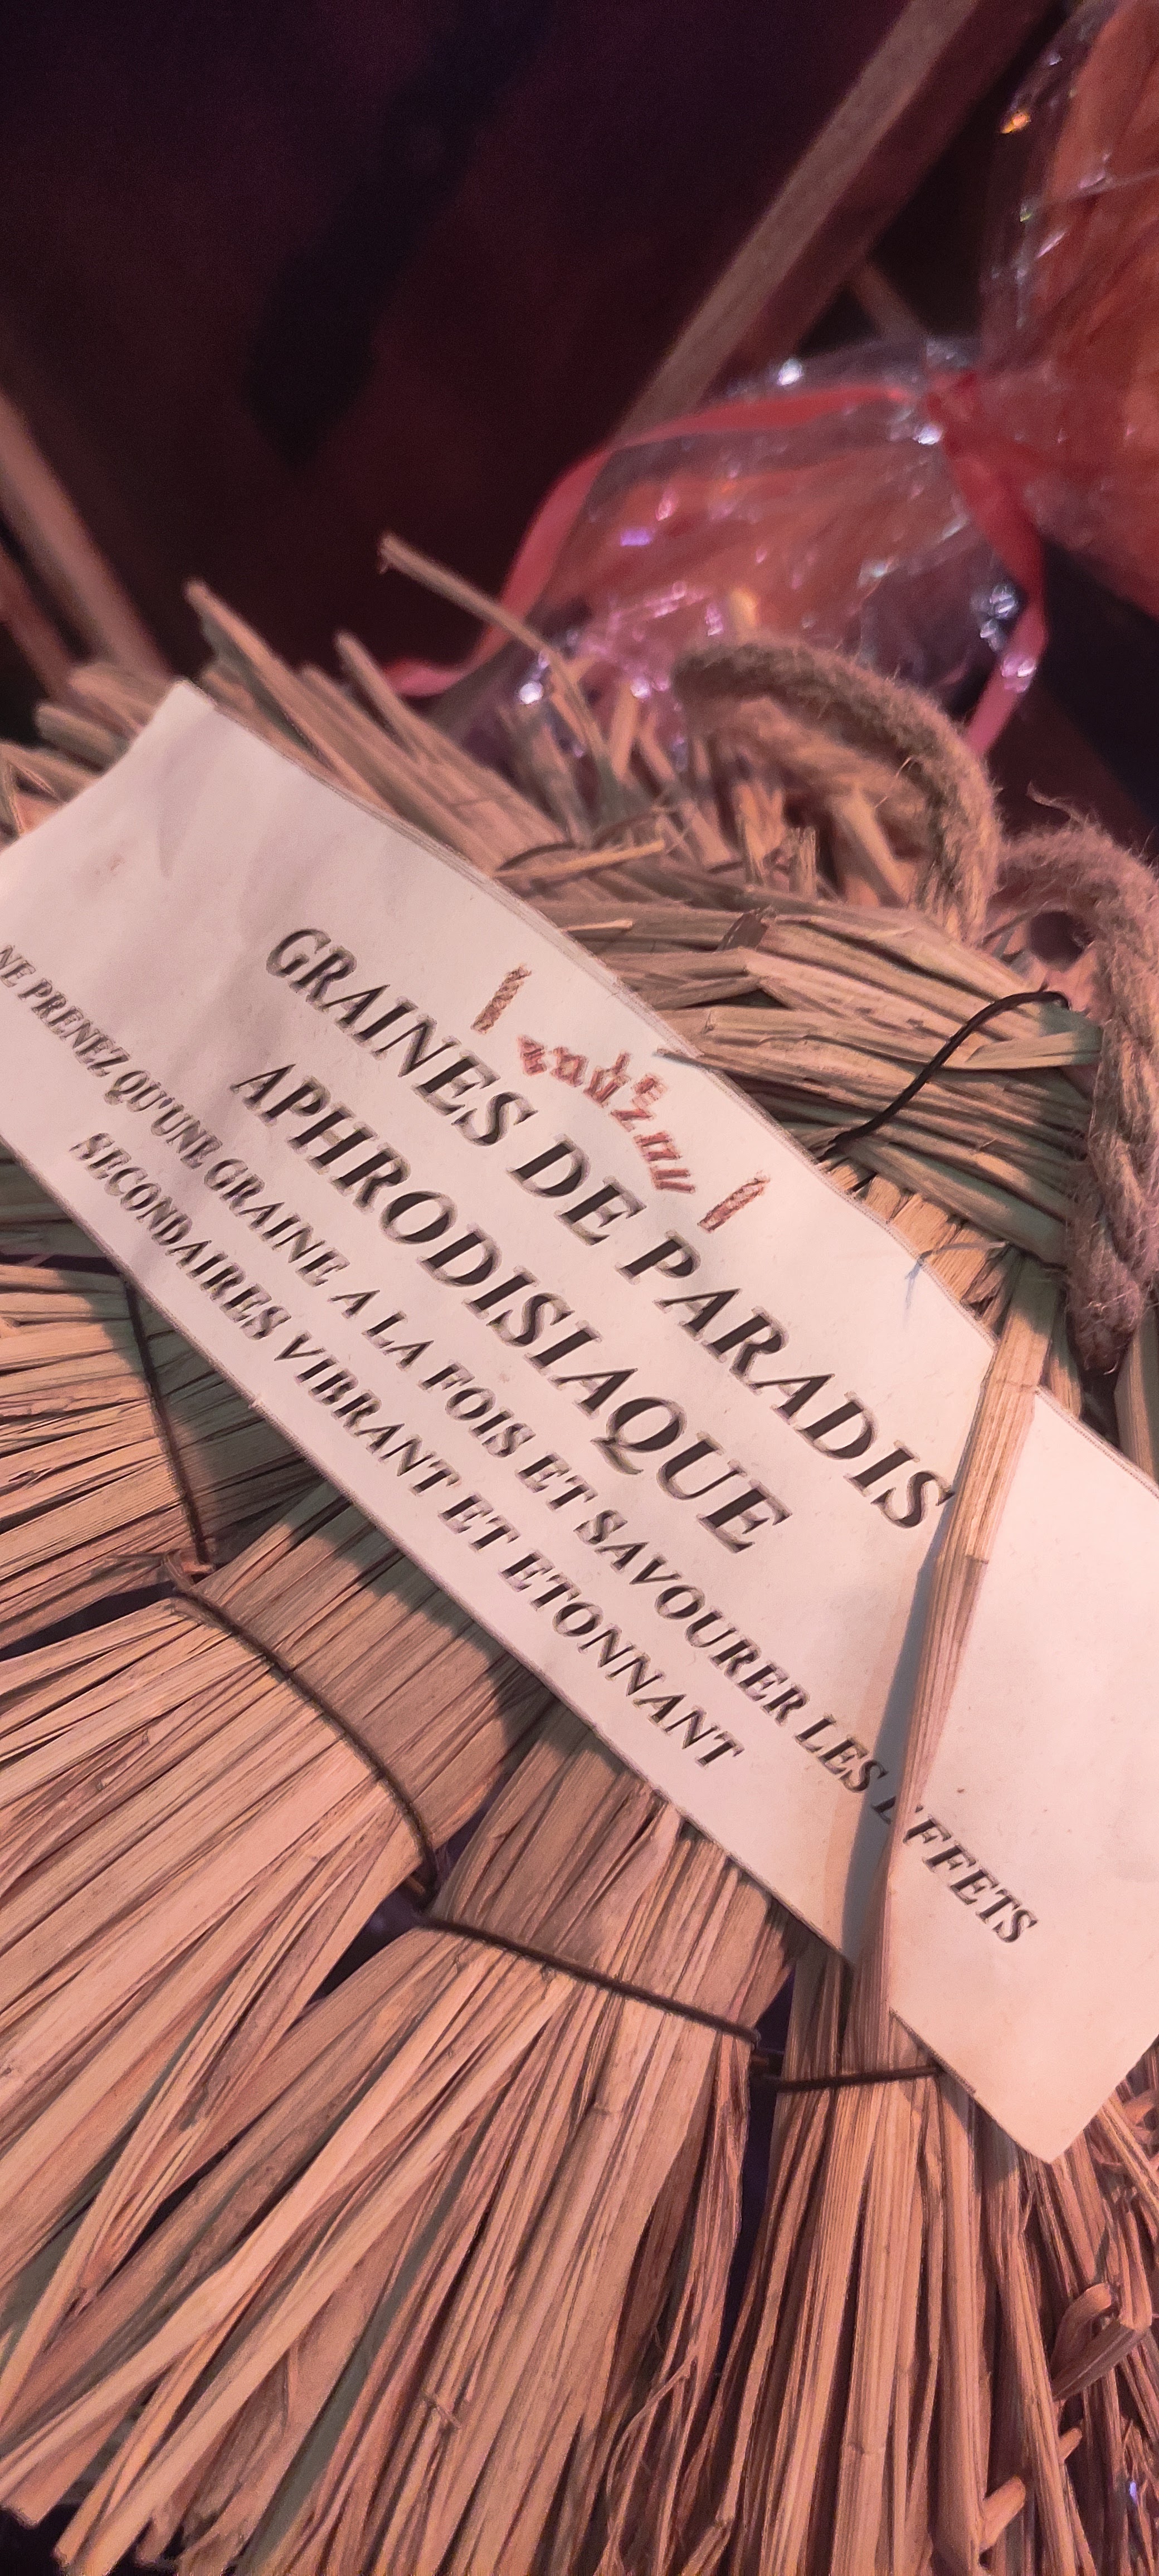 GRAINES DE PARADIS
APHRODISIAQUE
NE PRENEZ QU'UNE GRAINE A LA FOIS ET SAVOURER LES EFFETS
SECONDAIRES VIBRANT ET ETONNANT